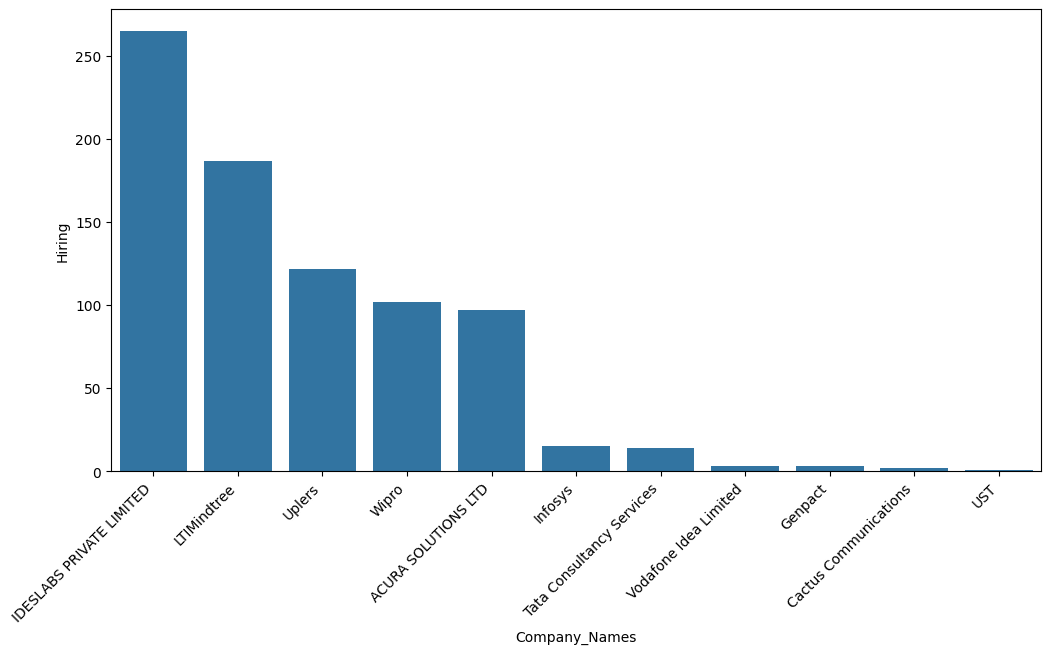 250
200
150
100
50
0
Hiring
IDESLABS PRIVATE LIMITED
LTIMindtree
Uplers
Wipro
ACURA SOLUTIONS LTD
Infosys
Tata Consultancy Services
Vodafone Idea Limited
Genpact
Cactus Communications
UST
Company_Names